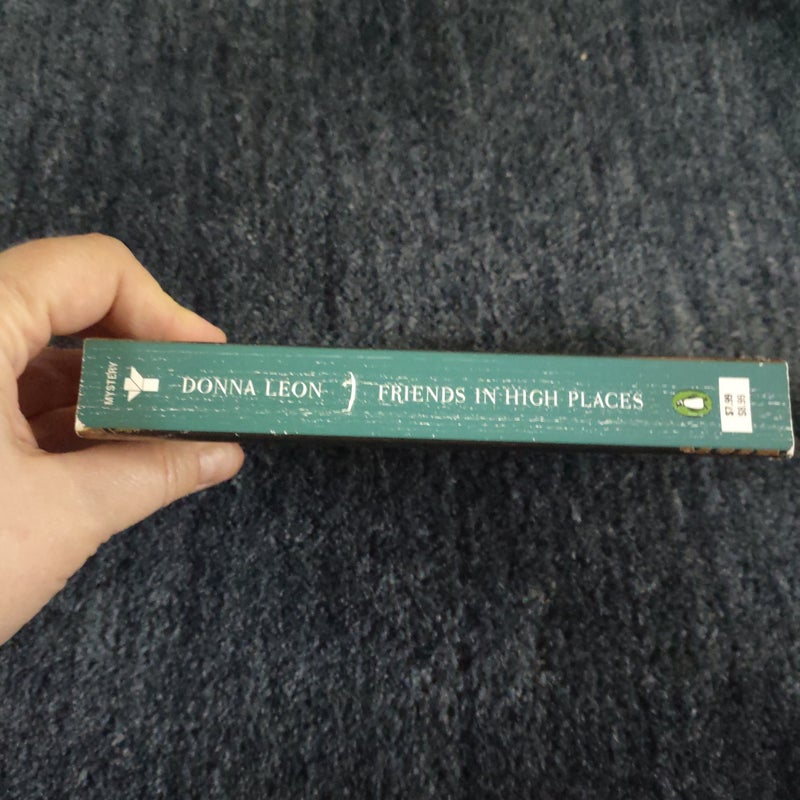 MYSTERY
DONNA LEON
FRIENDS IN HIGH PLACES